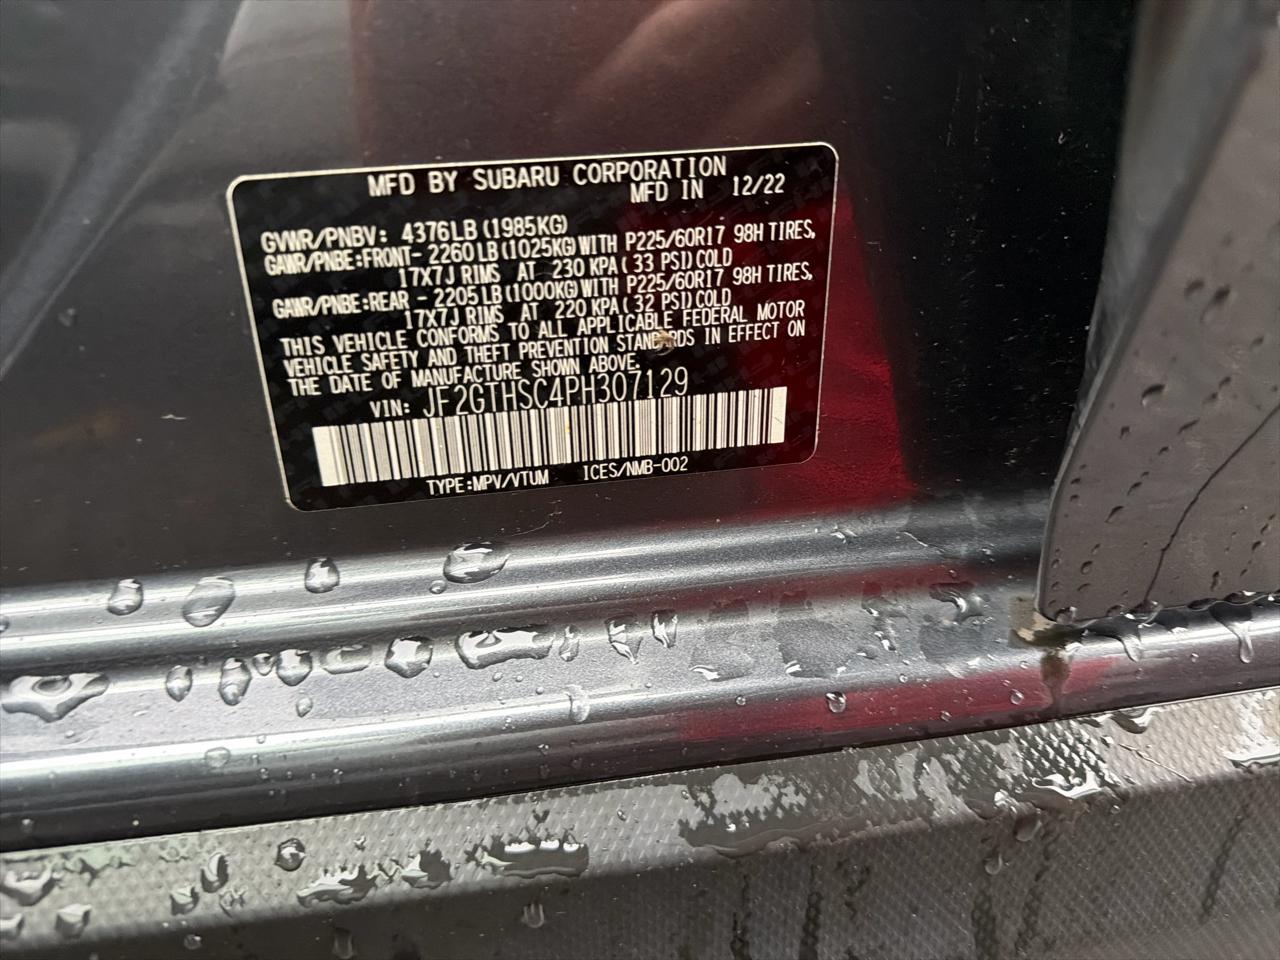 MFD BY SUBARU CORPORATION
MFD IN 12/22
GVWR/PNBV: 4376LB (1985KG)
GAWR/PNBE:FRONT- 2260LB (1025KG) WITH P225/60R17 98H TIRES,
17X7J RIMS AT 230 KPA ( 33 PSI) COLD
GAWR/PNBE:REAR - 2205LB (1000KG) WITH P225/60R17 98H TIRES,
17X7J RIMS AT 220 KPA ( 32 PSI) COLD
THIS VEHICLE CONFORMS TO ALL APPLICABLE FEDERAL MOTOR
VEHICLE SAFETY AND THEFT PREVENTION STANDARDS IN EFFECT ON
THE DATE OF MANUFACTURE SHOWN ABOVE.
VIN: JF2GTHSC4PH307129
TYPE:MPV/VTUM ICES/NMB-002